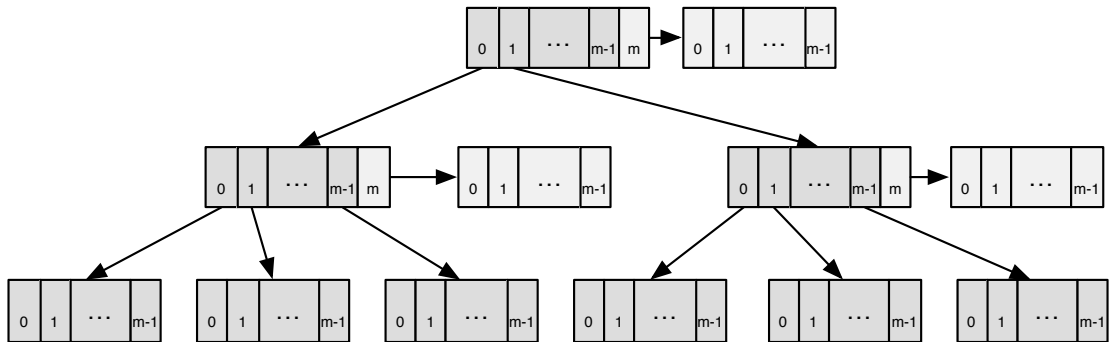 0 1 ... m-1 m 0 1 ... m-1
0 1 ... m-1 m 0 1 ... m-1 0 1 ... m-1 m 0 1 ... m-1
0 1 ... m-1 0 1 ... m-1 0 1 ... m-1 0 1 ... m-1 0 1 ... m-1 0 1 ... m-1